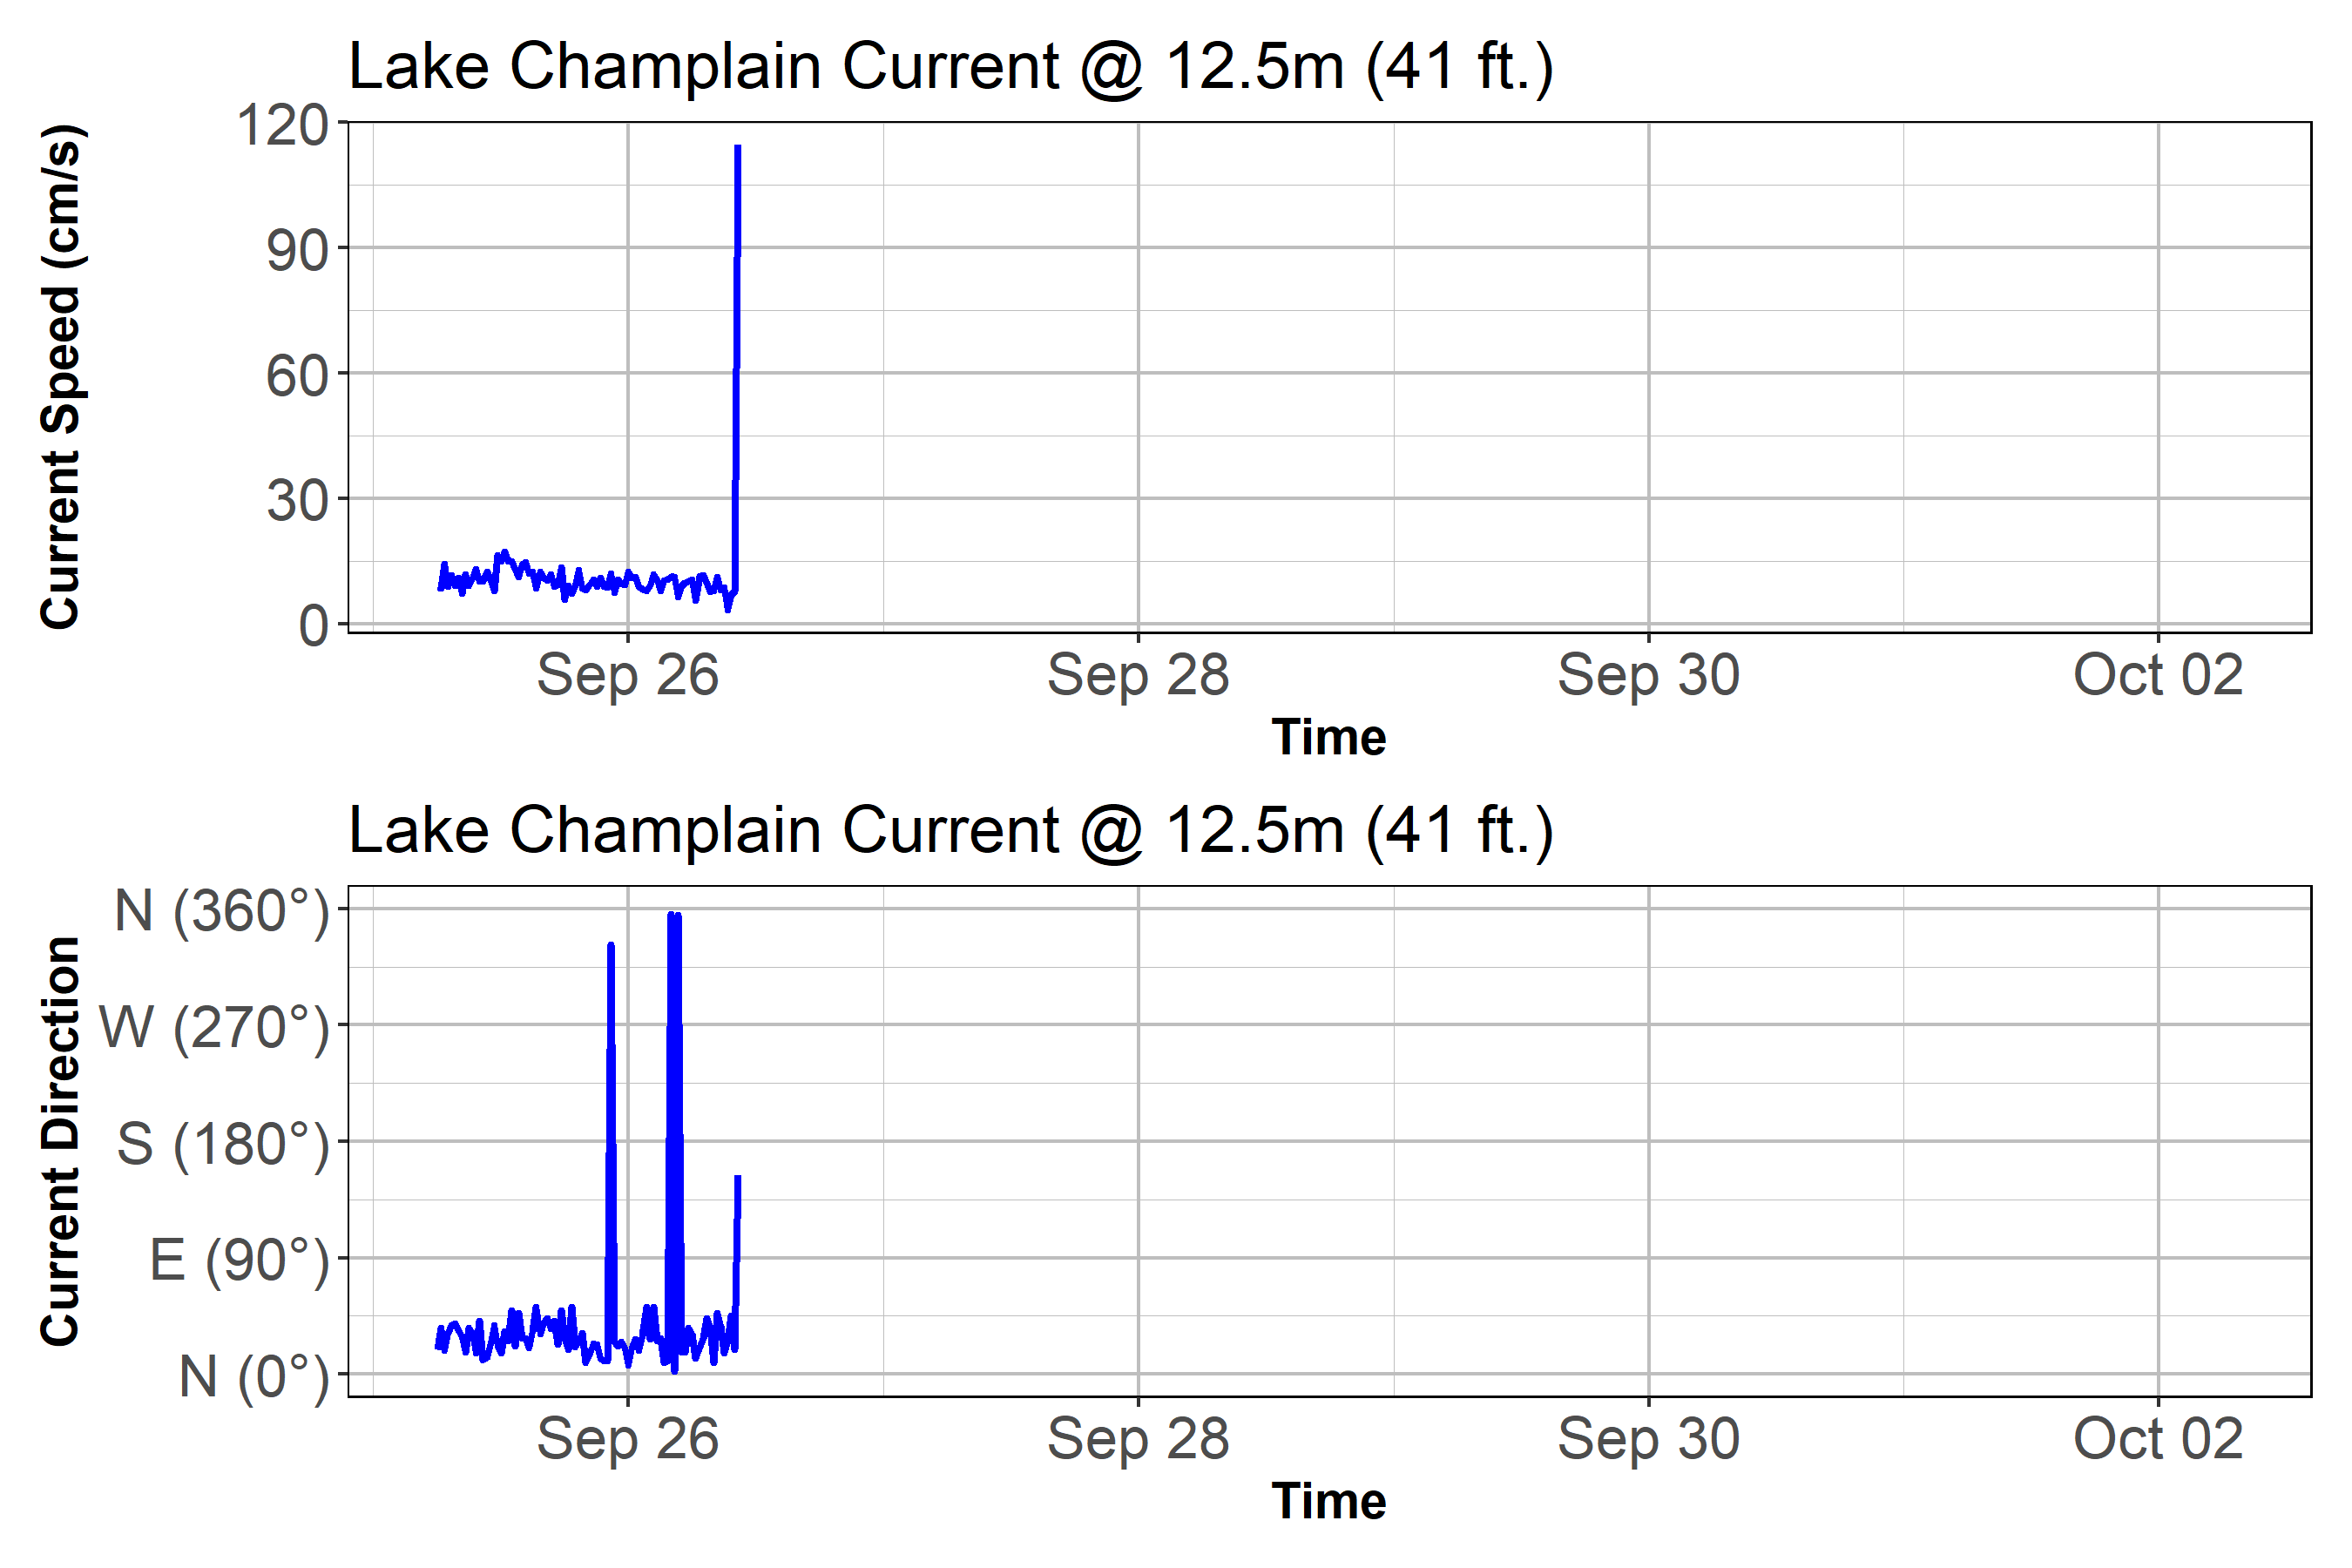 Lake Champlain Current @ 12.5m (41 ft.)
Current Speed (cm/s)
120
90
60
30
0
Sep 26
Sep 28
Sep 30
Oct 02
Time
Lake Champlain Current @ 12.5m (41 ft.)
Current Direction
N (360°)
W (270°)
S (180°)
E (90°)
N (0°)
Sep 26
Sep 28
Sep 30
Oct 02
Time